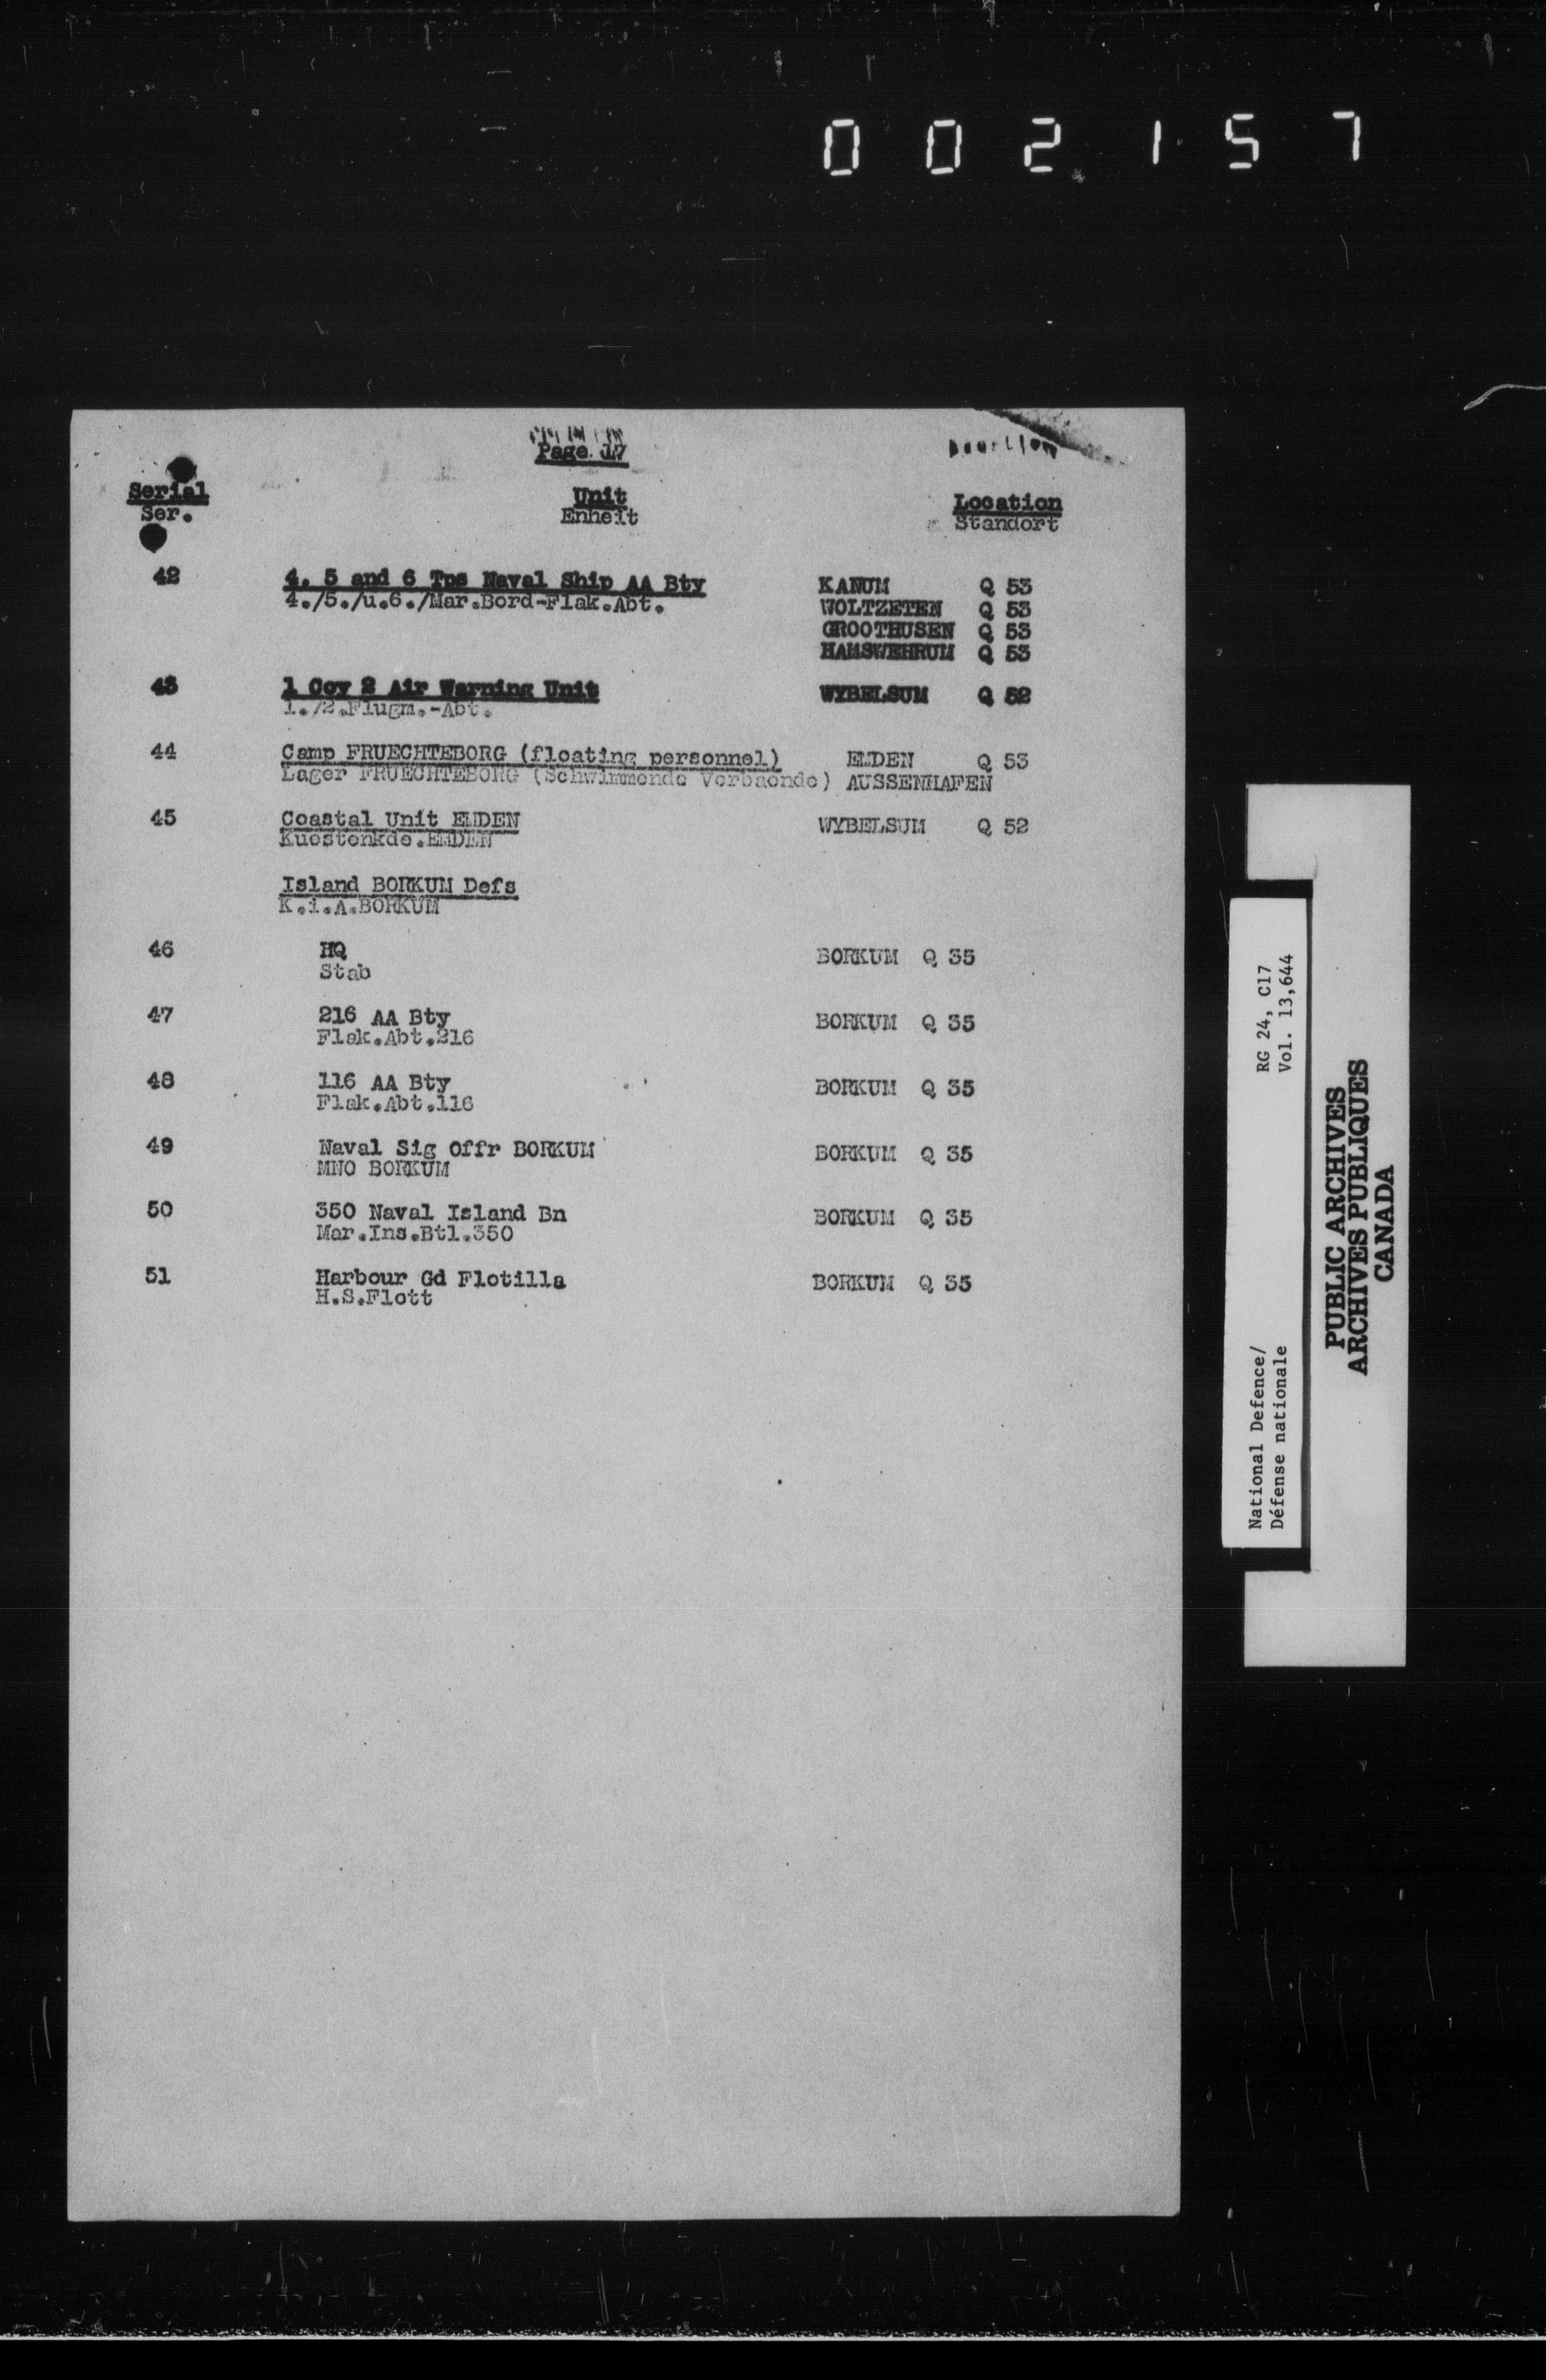 002157
Page 17
Serial
Ser.
Unit
Enheit
Location
Standort
42 4. 5 and 6 Tps Naval Ship AA Bty KANUM Q 53
4./5./u.6./Mar.Bord-Flak.Abt. WOLTZETEN Q 53
GROOTHUSEN Q 53
HAMSWEHRUM Q 53
43 1 Coy 2 Air Warning Unit WYBELSUM Q 52
1./2.Flugm.-Abt.
44 Camp FRUECHTEBORG (floating personnel) EMDEN Q 53
Lager FRUECHTEBORG (Schwimmende Verbaende) AUSSENHAFEN
45 Coastal Unit EMDEN WYBELSUM Q 52
Kuestenkde.EMDEN
Island BORKUM Defs
K.i.A.BORKUM
46 HQ BORKUM Q 35
Stab
47 216 AA Bty BORKUM Q 35
Flak.Abt.216
48 116 AA Bty BORKUM Q 35
Flak.Abt.116
49 Naval Sig Offr BORKUM BORKUM Q 35
MNO BORKUM
50 350 Naval Island Bn BORKUM Q 35
Mar.Ins.Btl.350
51 Harbour Gd Flotilla BORKUM Q 35
H.S.Flott
National Defence/ RG 24, C17
Défense nationale Vol. 13,644
PUBLIC ARCHIVES
ARCHIVES PUBLIQUES
CANADA